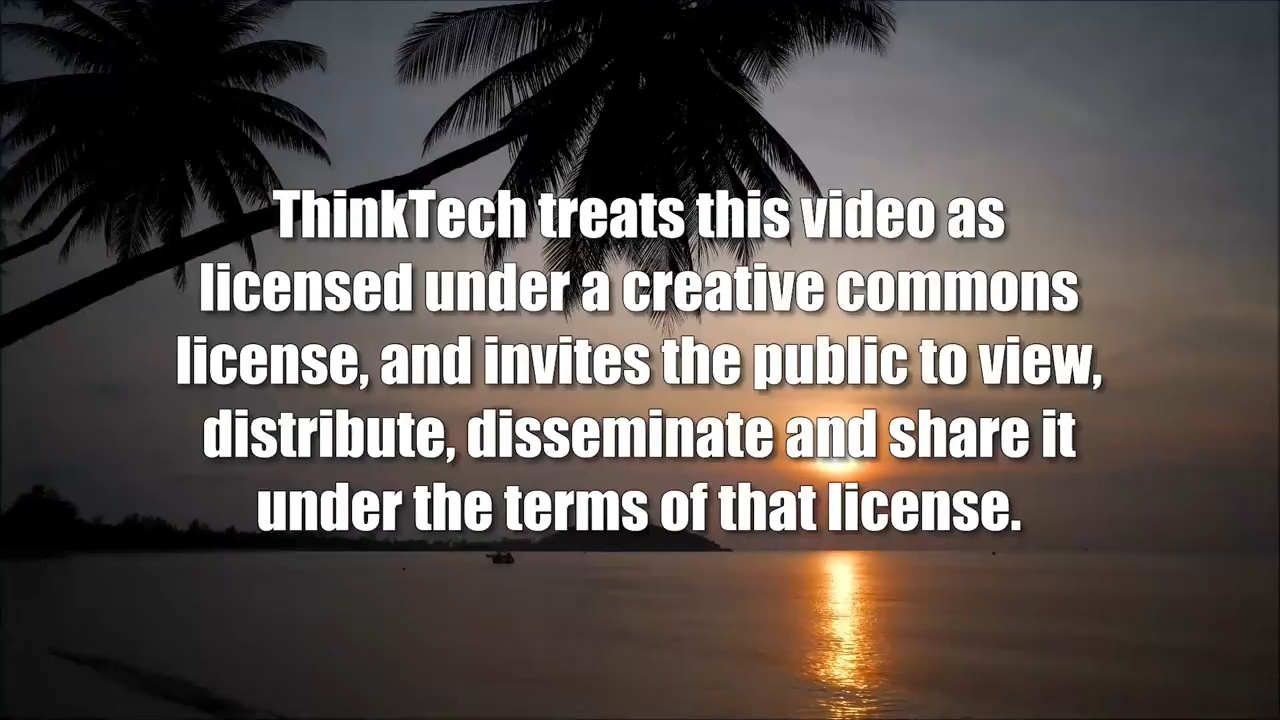 ThinkTech treats this video as
licensed under a creative commons
license, and invites the public to view,
distribute, disseminate and share it
under the terms of that license.